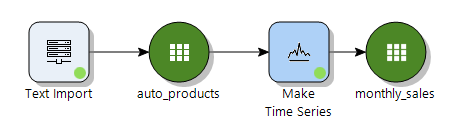 Text Import
auto_products
Make
Time Series
monthly_sales